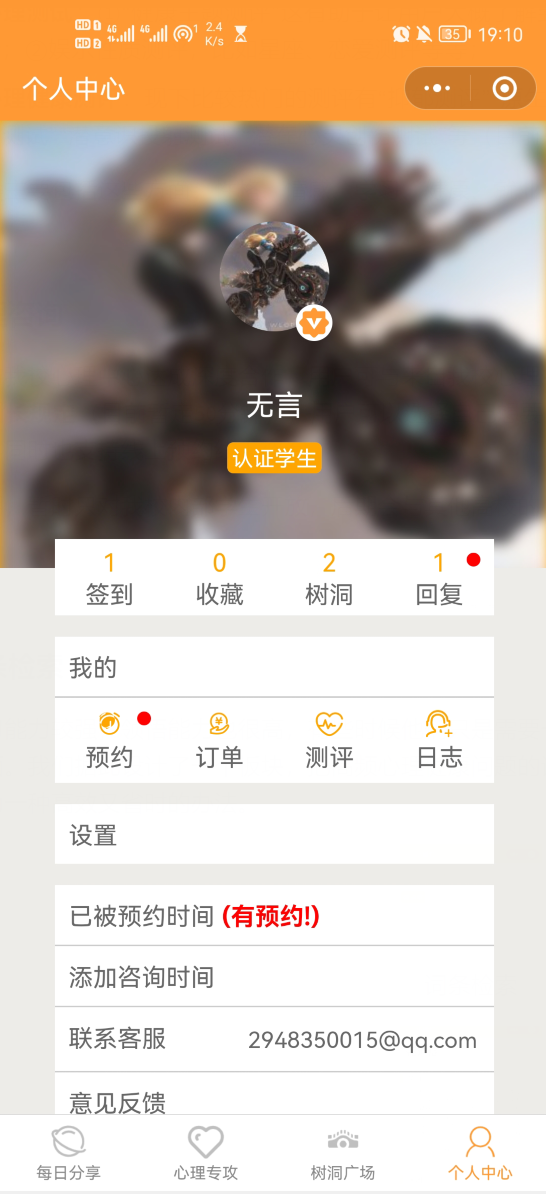 HD 1 4G 4G 1 2.4 35 19:10
HD 2 K/s
个人中心
无言
认证学生
1 0 2 1
签到 收藏 树洞 回复
我的
预约 订单 测评 日志
设置
已被预约时间 (有预约!)
添加咨询时间
联系客服 2948350015@qq.com
意见反馈
每日分享 心理专攻 树洞广场 个人中心